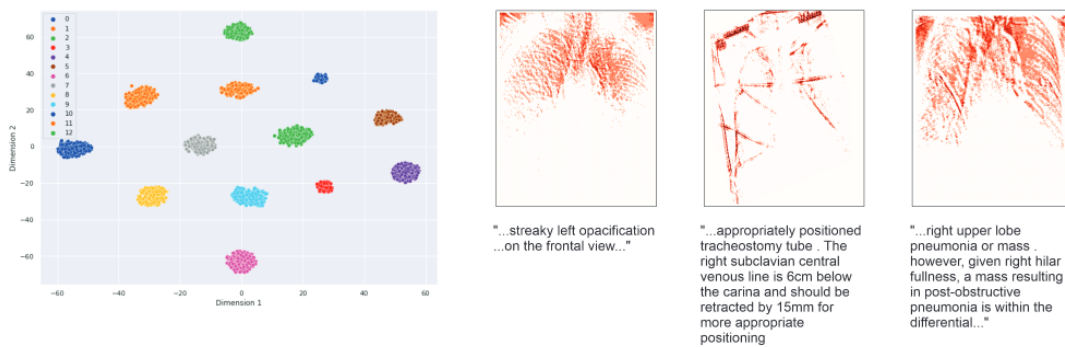 0
1
2
3
4
5
6
8
9
10
11
12
60
40
20
0
−20
−40
−60
Dimension 2
−60
−40
−20
0
20
40
60
Dimension 1
"...streaky left opacification
...on the frontal view..."
"...appropriately positioned
tracheostomy tube . The
right subclavian central
venous line is 6cm below
the carina and should be
retracted by 15mm for
more appropriate
positioning
"...right upper lobe
pneumonia or mass .
however, given right hilar
fullness, a mass resulting
in post-obstructive
pneumonia is within the
differential..."